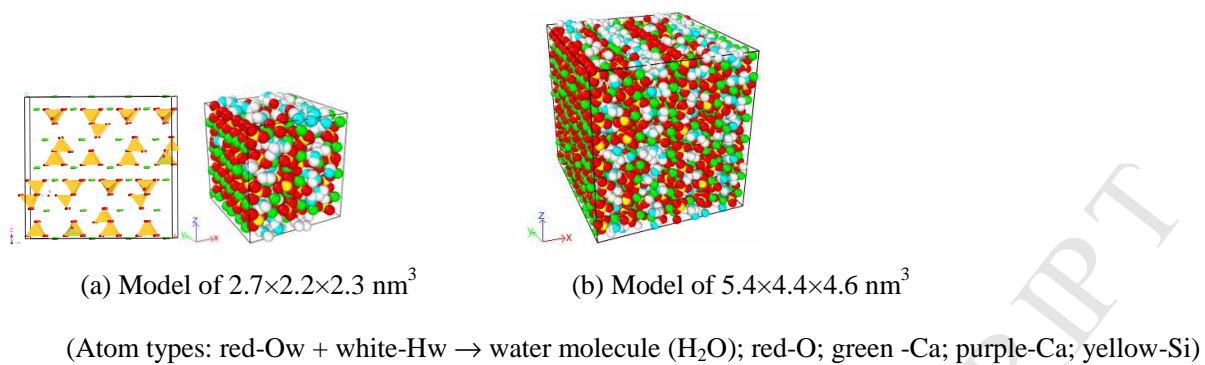 (a) Model of 2.7×2.2×2.3 nm³ (b) Model of 5.4×4.4×4.6 nm³
(Atom types: red-Ow + white-Hw → water molecule (H₂O); red-O; green -Ca; purple-Ca; yellow-Si)
z
y
x
z
y
x